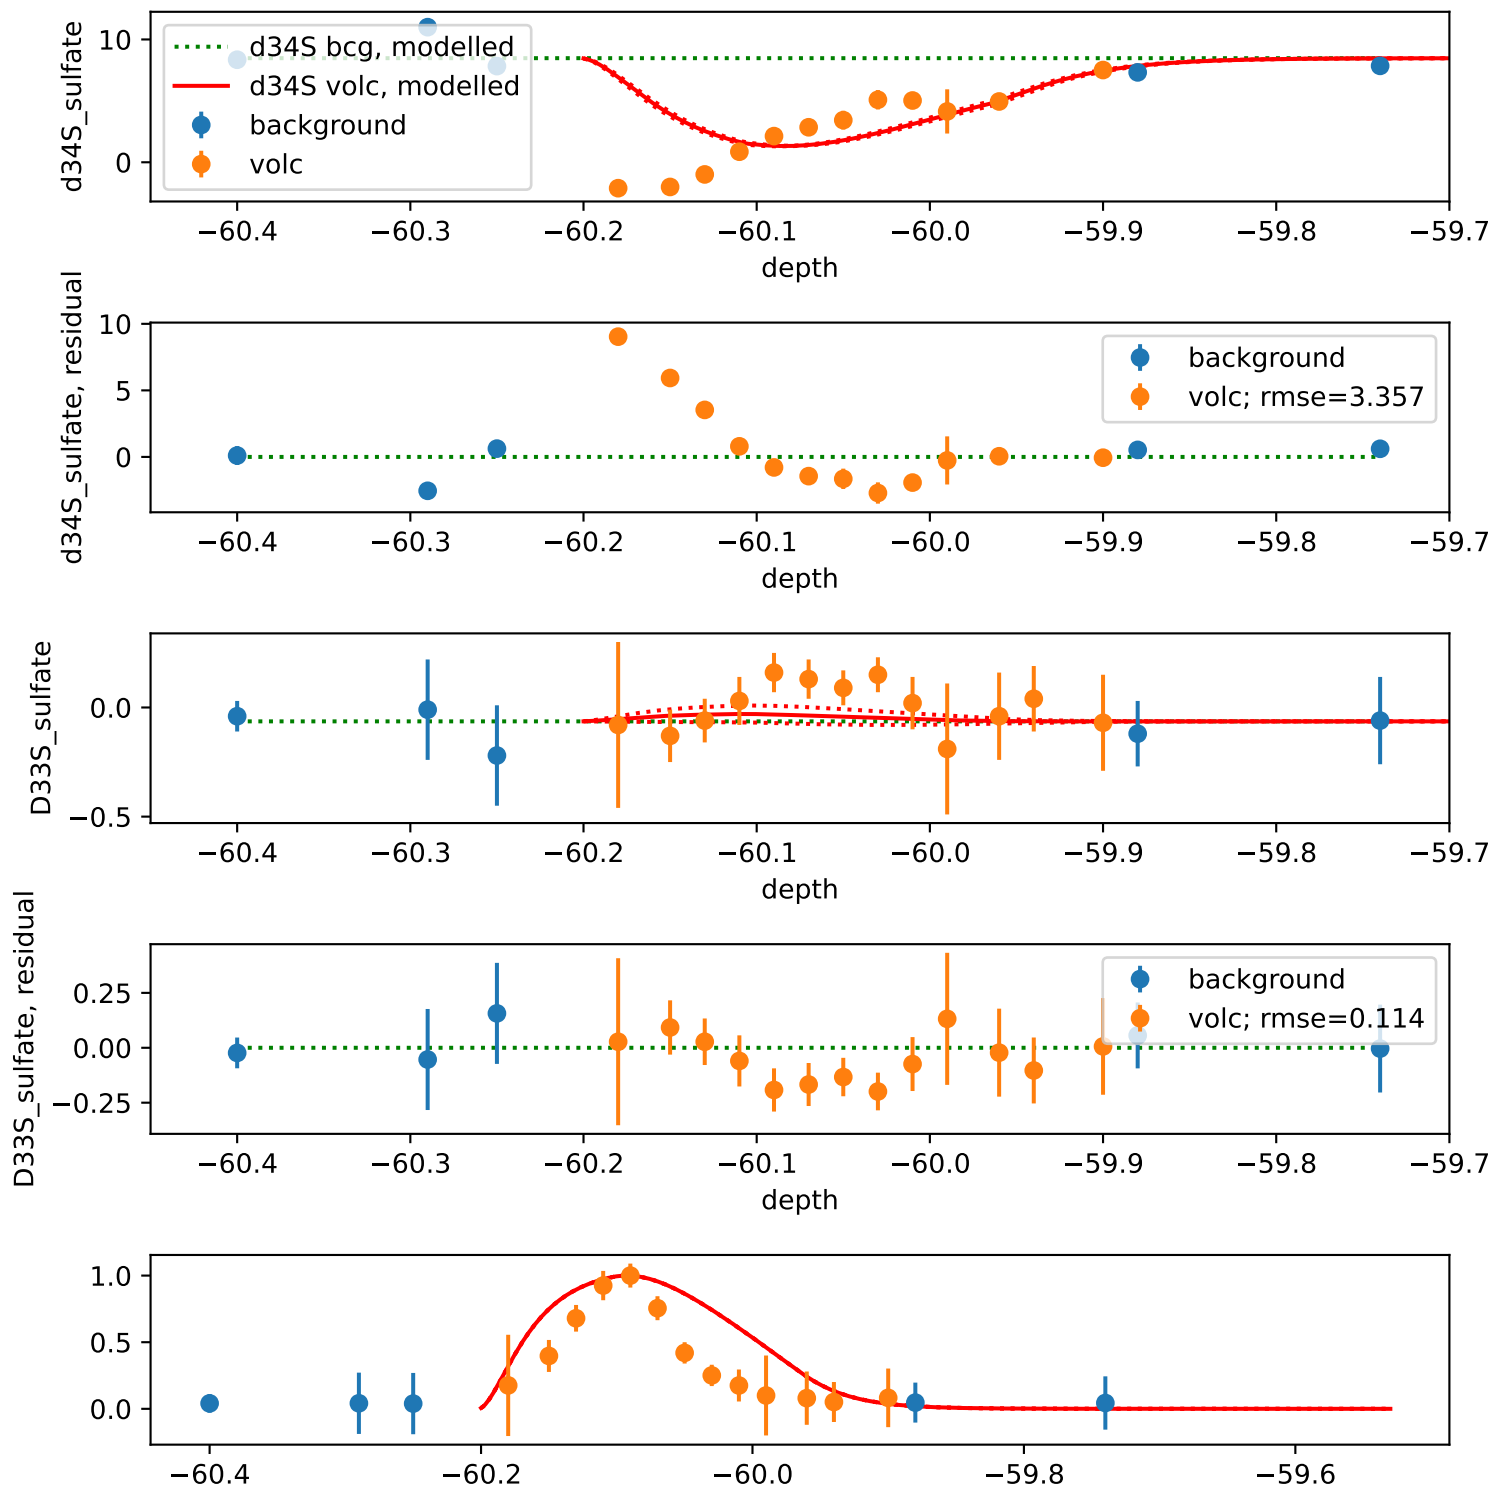 d34S_sulfate
10
0
d34S bcg, modelled
d34S volc, modelled
background
volc
−60.4 −60.3 −60.2 −60.1 −60.0 −59.9 −59.8 −59.7
depth
d34S_sulfate, residual
10
5
0
background
volc; rmse=3.357
−60.4 −60.3 −60.2 −60.1 −60.0 −59.9 −59.8 −59.7
depth
D33S_sulfate
0.0
−0.5
−60.4 −60.3 −60.2 −60.1 −60.0 −59.9 −59.8 −59.7
depth
D33S_sulfate, residual
0.25
0.00
−0.25
background
volc; rmse=0.114
−60.4 −60.3 −60.2 −60.1 −60.0 −59.9 −59.8 −59.7
depth
1.0
0.5
0.0
−60.4 −60.2 −60.0 −59.8 −59.6